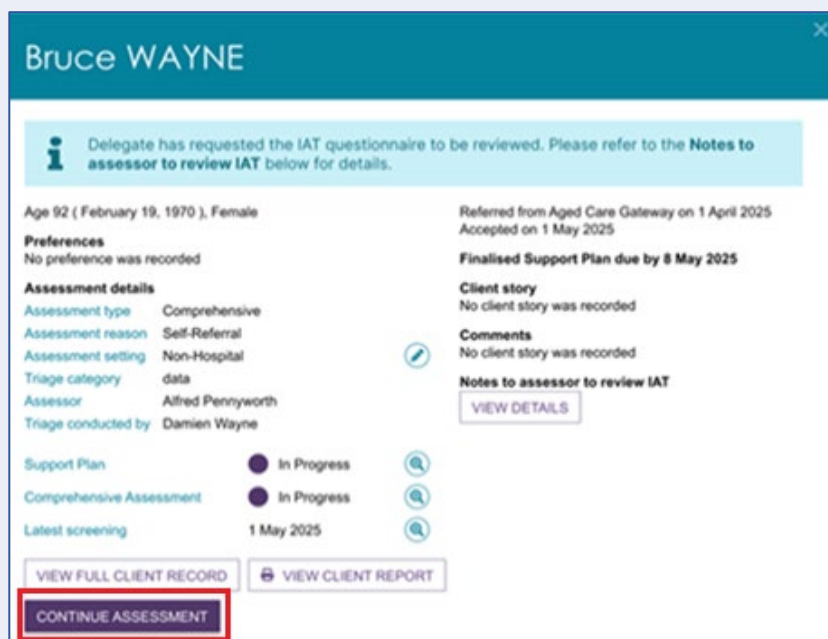 Bruce WAYNE
Delegate has requested the IAT questionnaire to be reviewed. Please refer to the Notes to
assessor to review IAT below for details.
Age 92 ( February 19, 1970 ), Female
Preferences
No preference was recorded
Assessment details
Assessment type Comprehensive
Assessment reason Self-Referral
Assessment setting Non-Hospital
Triage category data
Assessor Alfred Pennyworth
Triage conducted by Damien Wayne
Support Plan In Progress
Comprehensive Assessment In Progress
Latest screening 1 May 2025
VIEW FULL CLIENT RECORD VIEW CLIENT REPORT
CONTINUE ASSESSMENT
Referred from Aged Care Gateway on 1 April 2025
Accepted on 1 May 2025
Finalised Support Plan due by 8 May 2025
Client story
No client story was recorded
Comments
No client story was recorded
Notes to assessor to review IAT
VIEW DETAILS